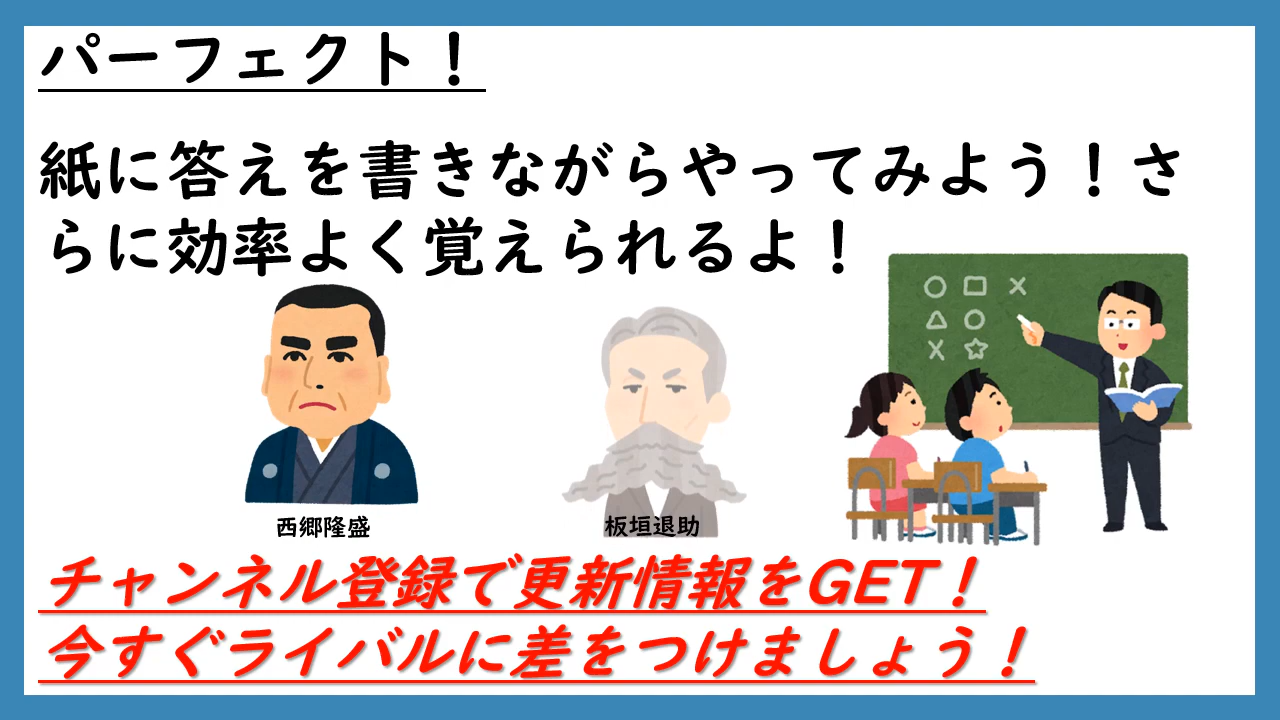 パーフェクト！
紙に答えを書きながらやってみよう！さ
らに効率よく覚えられるよ！
西郷隆盛
板垣退助
チャンネル登録で更新情報をGET！
今すぐライバルに差をつけましょう！